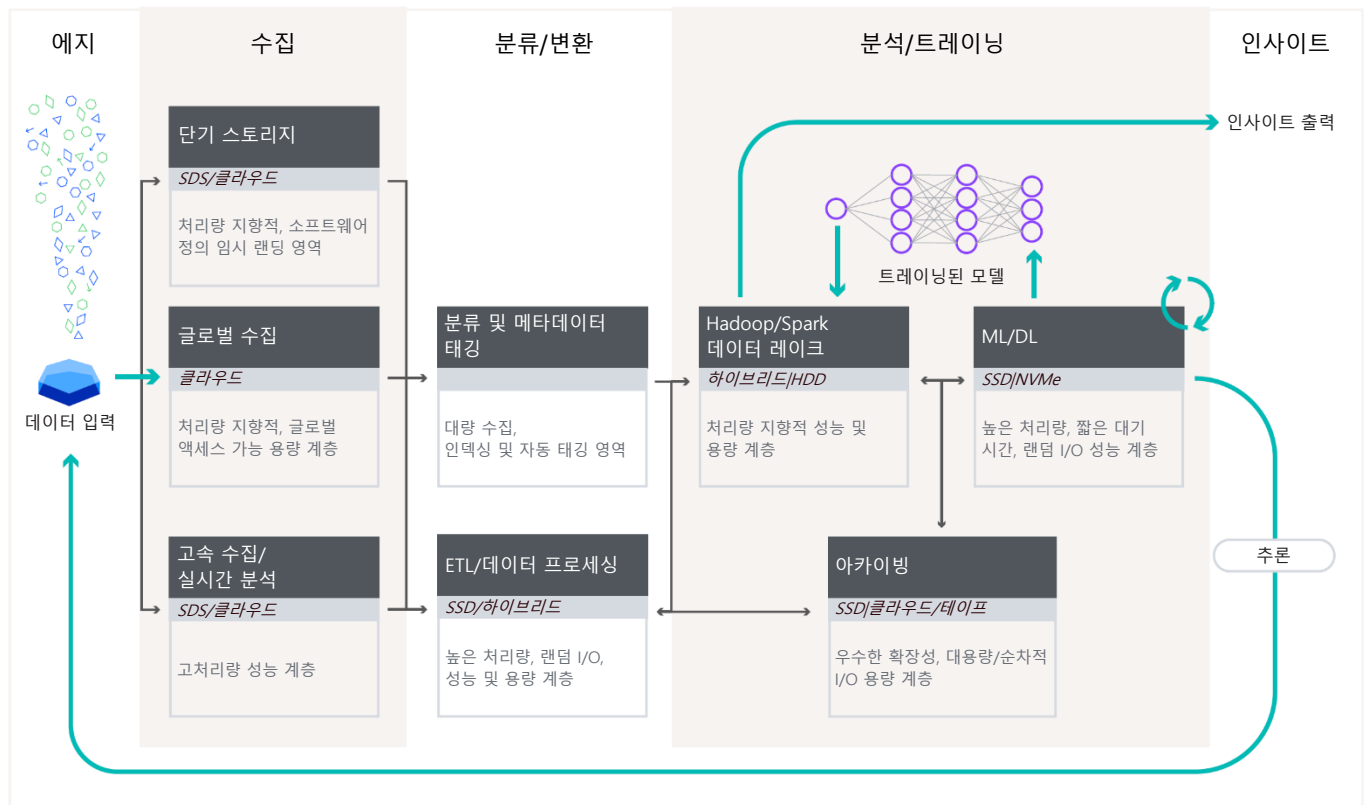 에지
수집
분류/변환
분석/트레이닝
인사이트
단기 스토리지
SDS/클라우드
처리량 지향적, 소프트웨어
정의 임시 랜딩 영역
글로벌 수집
클라우드
처리량 지향적, 글로벌
액세스 가능 용량 계층
고속 수집/
실시간 분석
SDS/클라우드
고처리량 성능 계층
데이터 입력
분류 및 메타데이터
태깅
대량 수집,
인덱싱 및 자동 태깅 영역
ETL/데이터 프로세싱
SSD/하이브리드
높은 처리량, 랜덤 I/O,
성능 및 용량 계층
인사이트 출력
트레이닝된 모델
Hadoop/Spark
데이터 레이크
하이브리드|HDD
처리량 지향적 성능 및
용량 계층
ML/DL
SSD|NVMe
높은 처리량, 짧은 대기
시간, 랜덤 I/O 성능 계층
아카이빙
SSD|클라우드/테이프
우수한 확장성, 대용량/순차적
I/O 용량 계층
추론